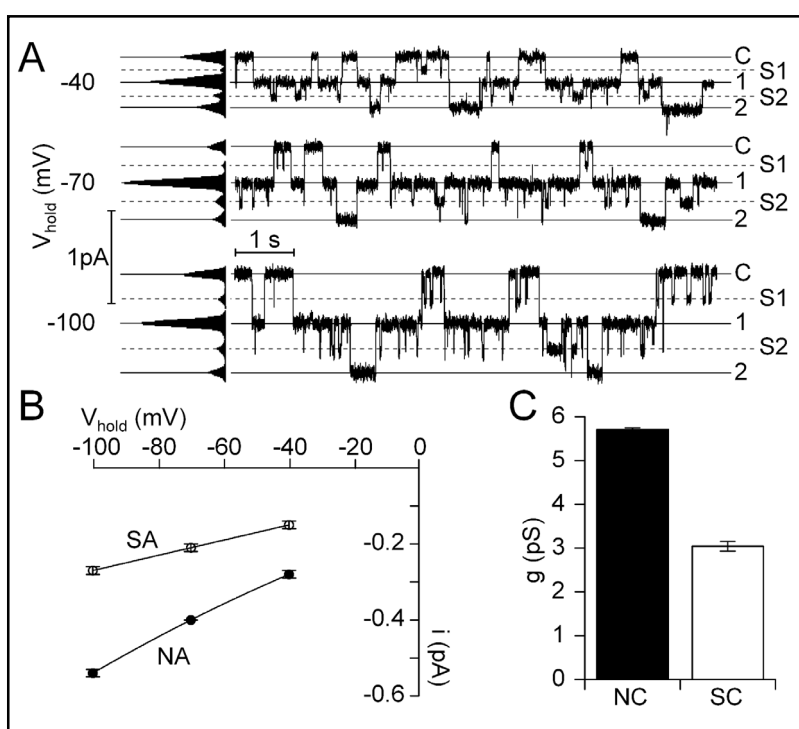 A
-40
C
S1
1
S2
2
V hold (mV)
-70
C
S1
1
S2
2
1pA
1 s
-100
C
S1
1
S2
2
B
V hold (mV)
-100 -80 -60 -40 -20 0
SA
NA
-0.2
-0.4
-0.6
i (pA)
C
6
5
4
3
2
1
0
g (pS)
NC SC